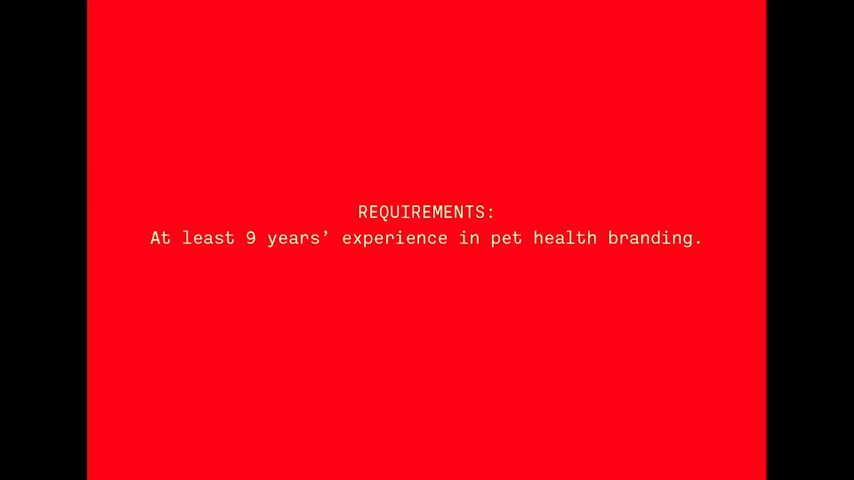 REQUIREMENTS:
At least 9 years’ experience in pet health branding.